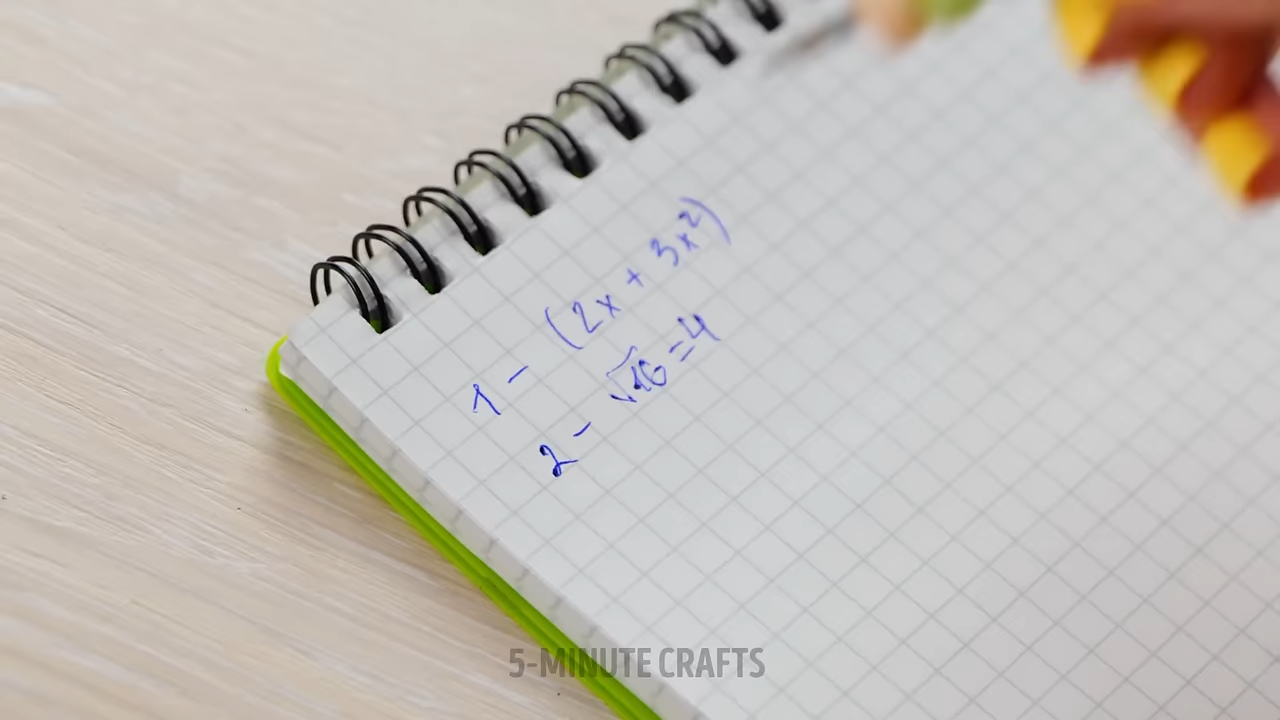 1 - (2x + 3x²)
2 - √16 = 4
5-MINUTE CRAFTS